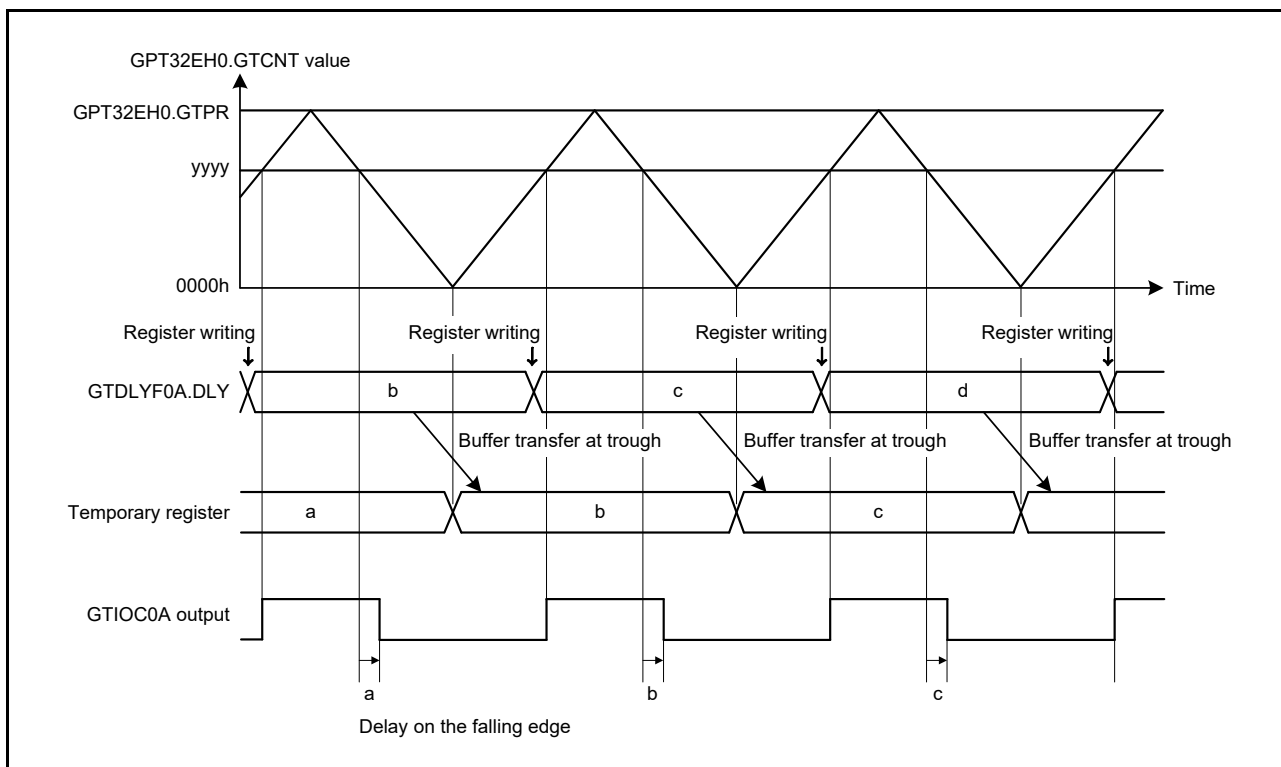 GPT32EH0.GTCNT value
GPT32EH0.GTPR
yyyy
0000h
Time
Register writing Register writing Register writing Register writing
GTDLYF0A.DLY b c d
Buffer transfer at trough Buffer transfer at trough Buffer transfer at trough
Temporary register a b c
GTIOC0A output
a b c
Delay on the falling edge